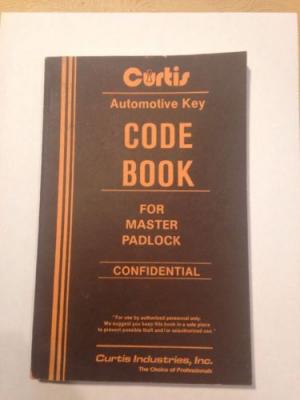 Curtis
Automotive Key
CODE
BOOK
FOR
MASTER
PADLOCK
CONFIDENTIAL
"For use by authorized personnel only.
We suggest you keep this book in a safe place
to prevent possible theft and/or unauthorized use."
Curtis Industries, Inc.
The Choice of Professionals